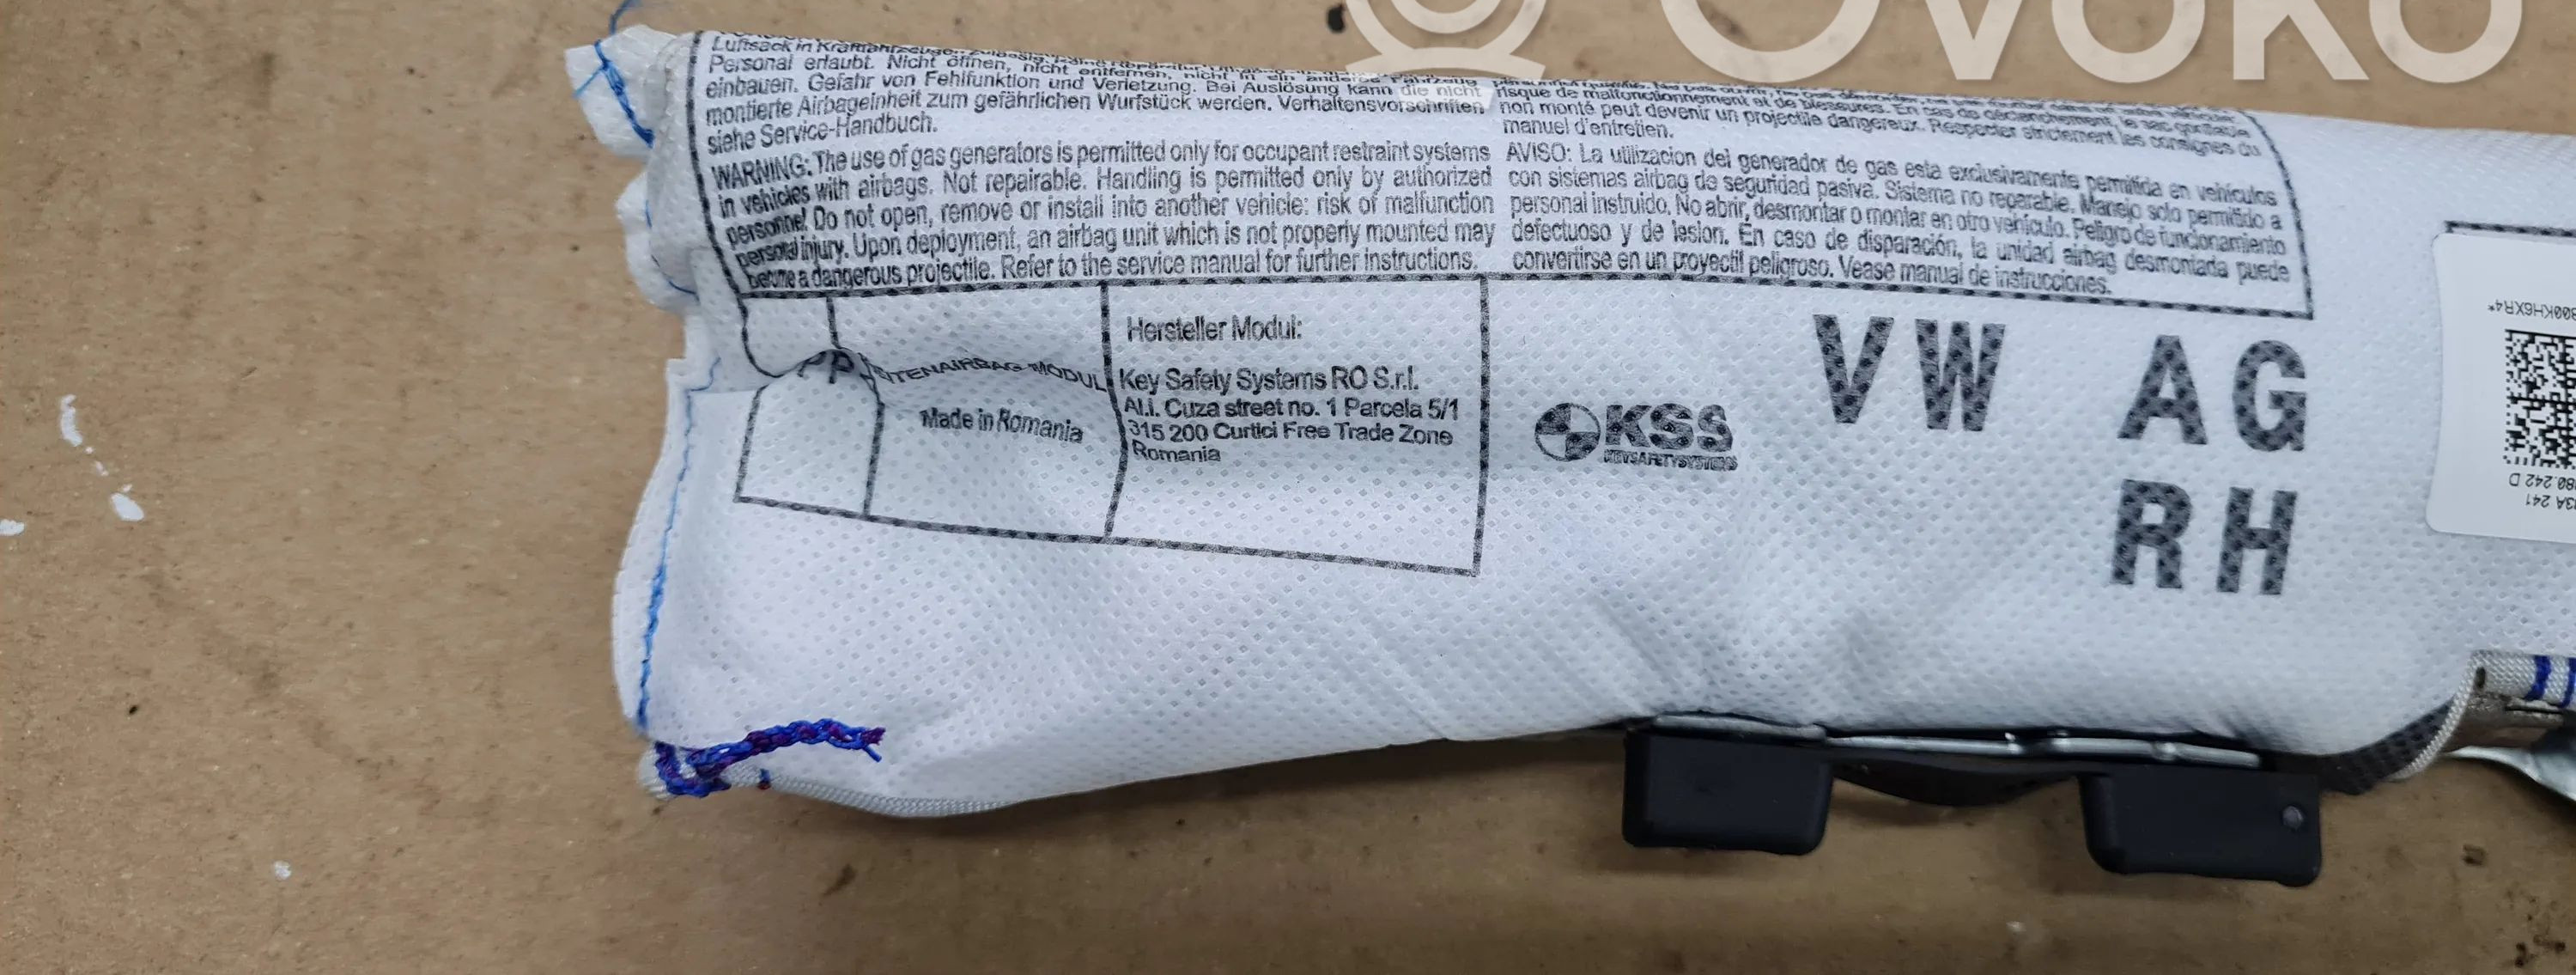 OVOKO
Luftsack in Kraftfahrzeugen zulässig.
Personal erlaubt. Nicht öffnen, nicht entfernen, nicht in ein anderes Fahrzeug
einbauen. Gefahr von Fehlfunktion und Verletzung. Bei Auslösung kann die nicht
montierte Airbageinheit zum gefährlichen Wurfstück werden. Verhaltensvorschriften
siehe Service-Handbuch.
WARNING: The use of gas generators is permitted only for occupant restraint systems
in vehicles with airbags. Not repairable. Handling is permitted only by authorized
personnel. Do not open, remove or install into another vehicle: risk of malfunction
personal injury. Upon deployment, an airbag unit which is not properly mounted may
become a dangerous projectile. Refer to the service manual for further instructions.
risque de malfonctionnement et de blessures. En cas de déclenchement, le sac gonflable
non monté peut devenir un projectile dangereux. Respecter strictement les consignes du
manuel d'entretien.
AVISO: La utilizacion del generador de gas esta exclusivamente permitida en vehículos
con sistemas airbag de seguridad pasiva. Sistema no reparable. Manejo solo permitido a
personal instruido. No abrir, desmontar o montar en otro vehículo. Peligro de funcionamiento
defectuoso y de lesion. En caso de disparación, la unidad airbag desmontada puede
convertirse en un proyectil peligroso. Vease manual de instrucciones.
ITENAIRBAG MODUL
Made in Romania
Hersteller Modul:
Key Safety Systems RO S.r.l.
Al.I. Cuza street no. 1 Parcela 5/1
315 200 Curtici Free Trade Zone
Romania
KSS
KEYSAFETYSYSTEMS
VW AG
RH
00KH6XR4*
80.242 D
3A 241